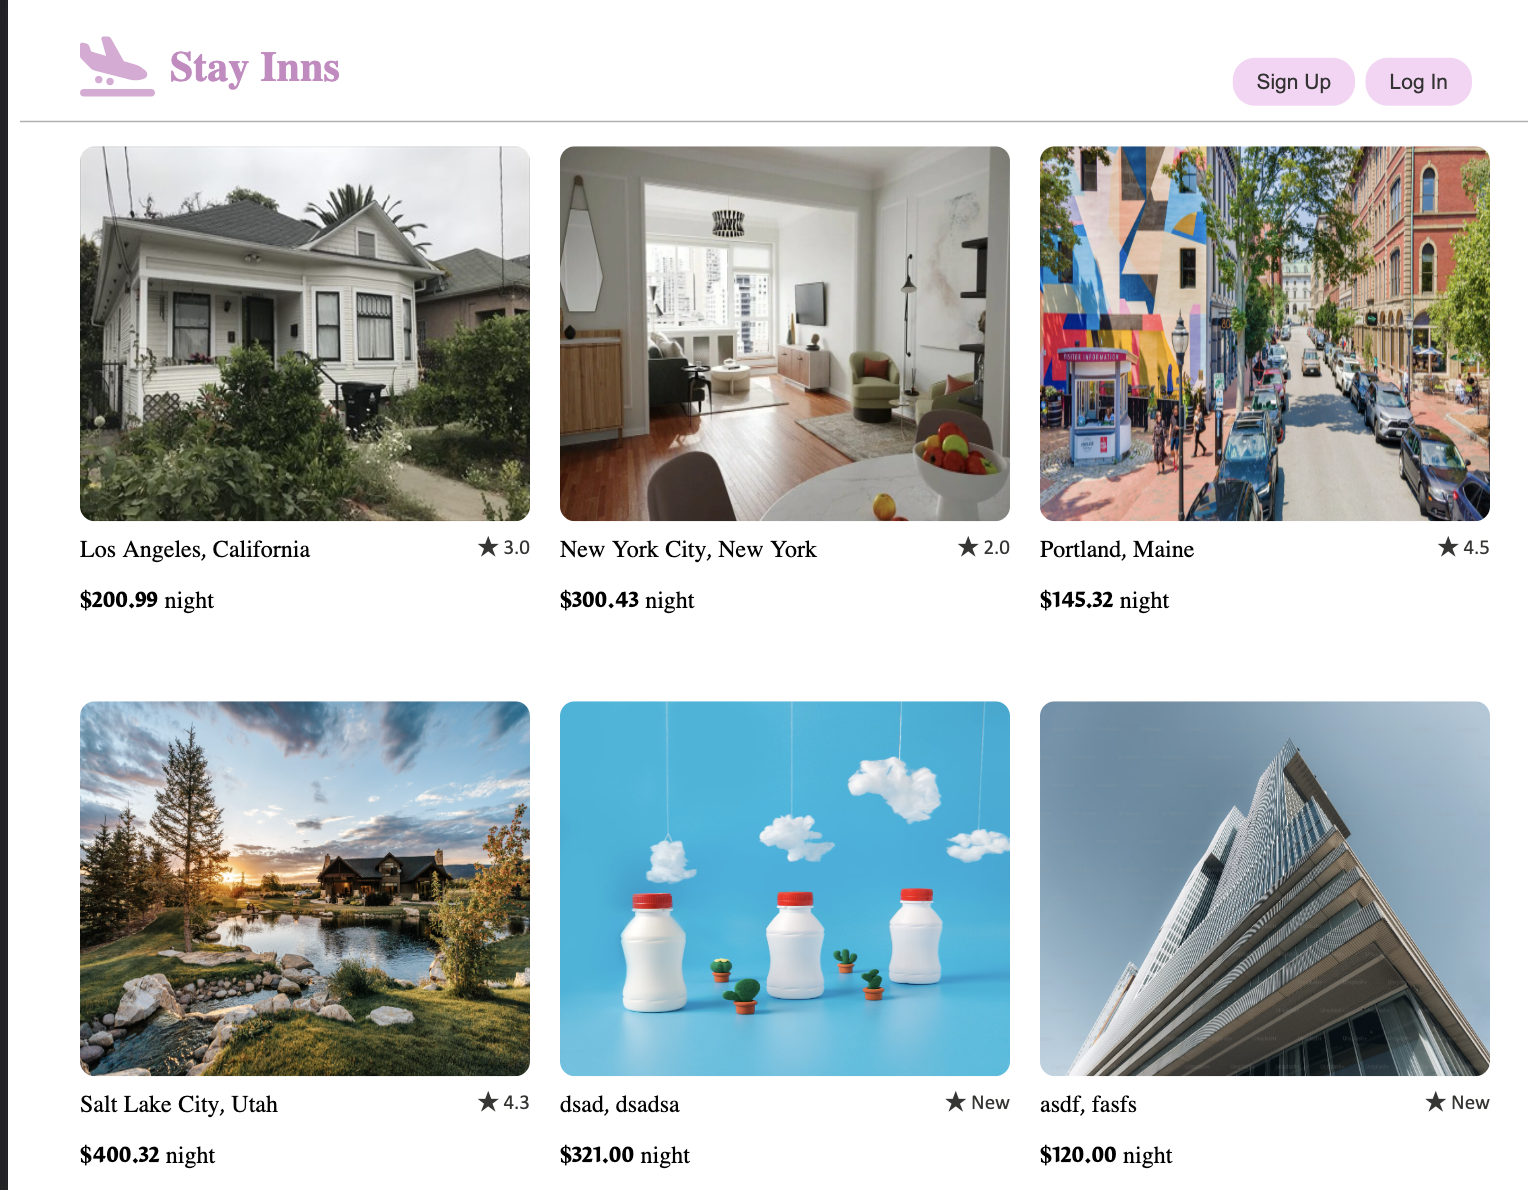 Stay Inns
Sign Up
Log In
VISITOR INFORMATION
Los Angeles, California
★ 3.0
$200.99 night
New York City, New York
★ 2.0
$300.43 night
Portland, Maine
★ 4.5
$145.32 night
Salt Lake City, Utah
★ 4.3
$400.32 night
dsad, dsadsa
★ New
$321.00 night
asdf, fasfs
★ New
$120.00 night